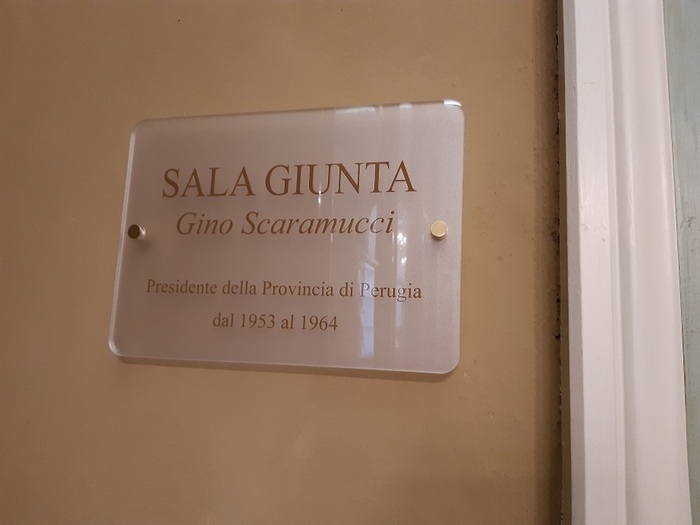 SALA GIUNTA
Gino Scaramucci
Presidente della Provincia di Perugia
dal 1953 al 1964